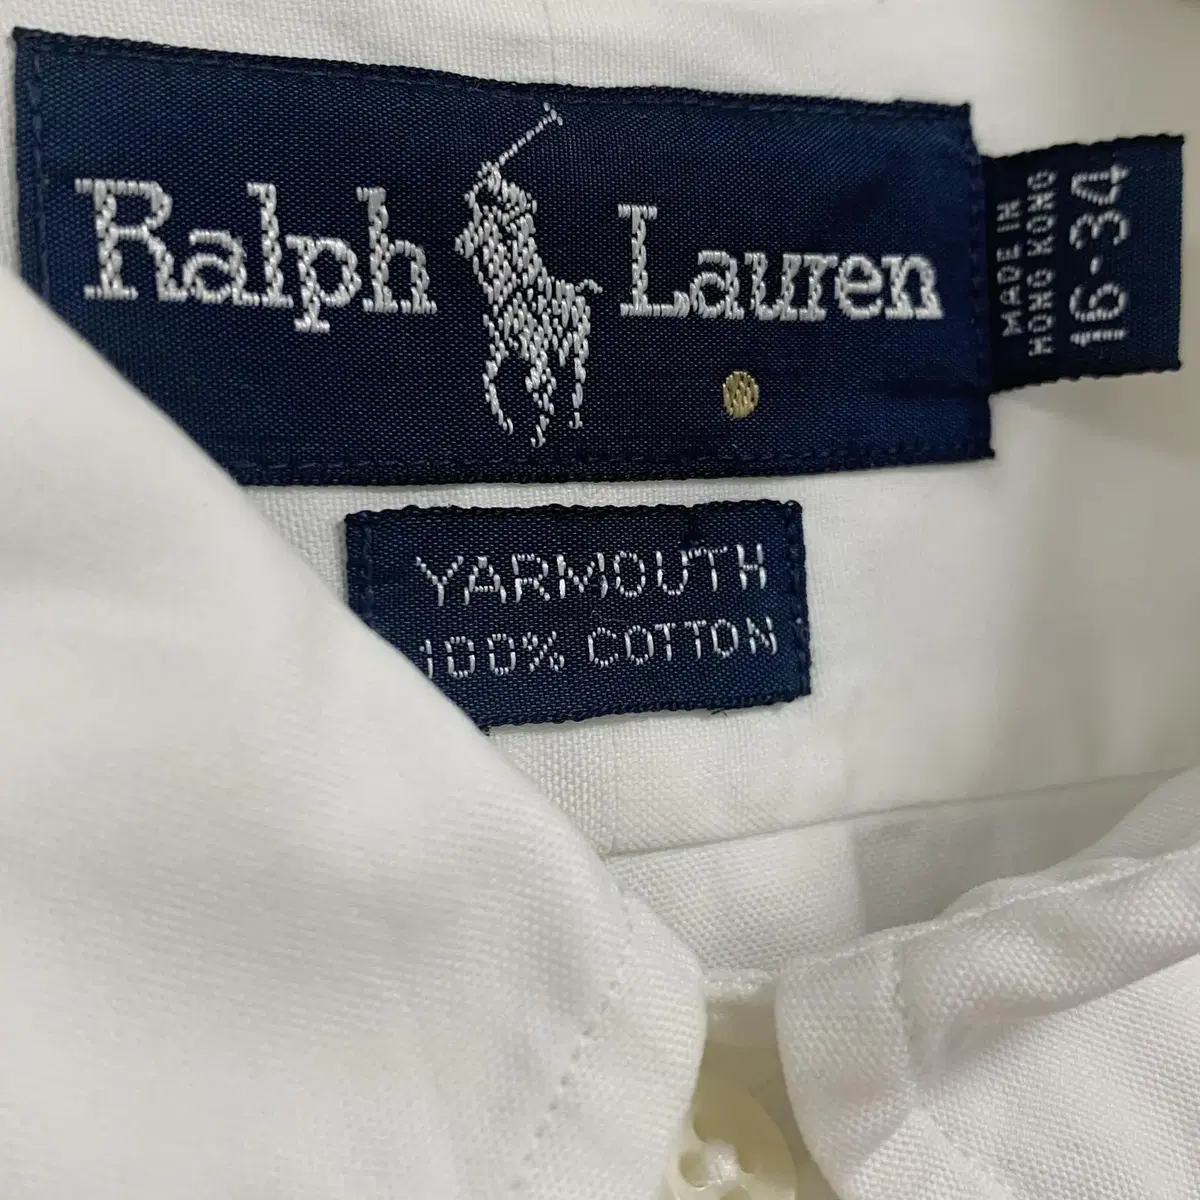 Ralph Lauren
MADE IN
HONG KONG
16-34
YARMOUTH
100% COTTON